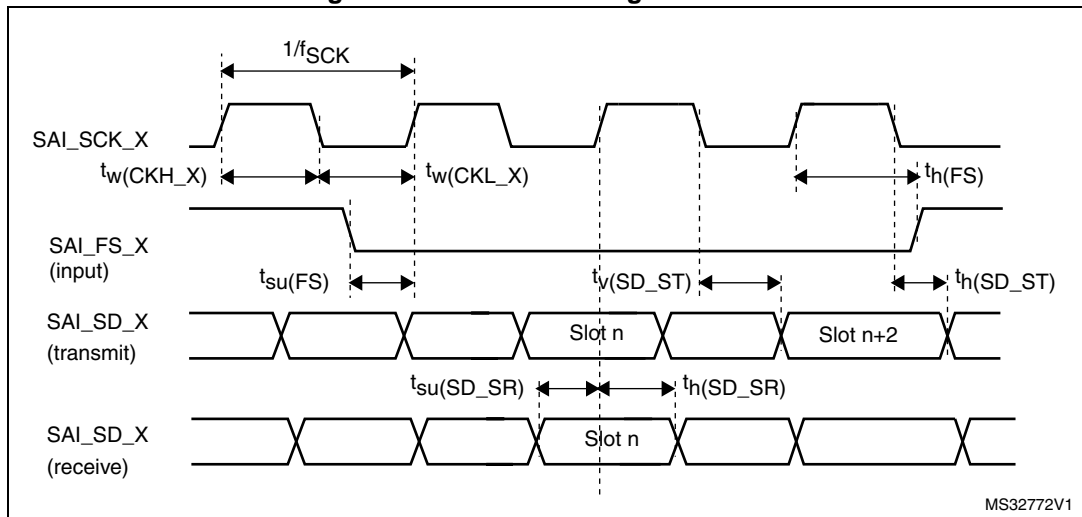 1/fSCK
SAI_SCK_X
tw(CKH_X)
tw(CKL_X)
th(FS)
SAI_FS_X
(input)
tsu(FS)
tv(SD_ST)
th(SD_ST)
SAI_SD_X
(transmit)
Slot n
Slot n+2
tsu(SD_SR)
th(SD_SR)
SAI_SD_X
(receive)
Slot n
MS32772V1